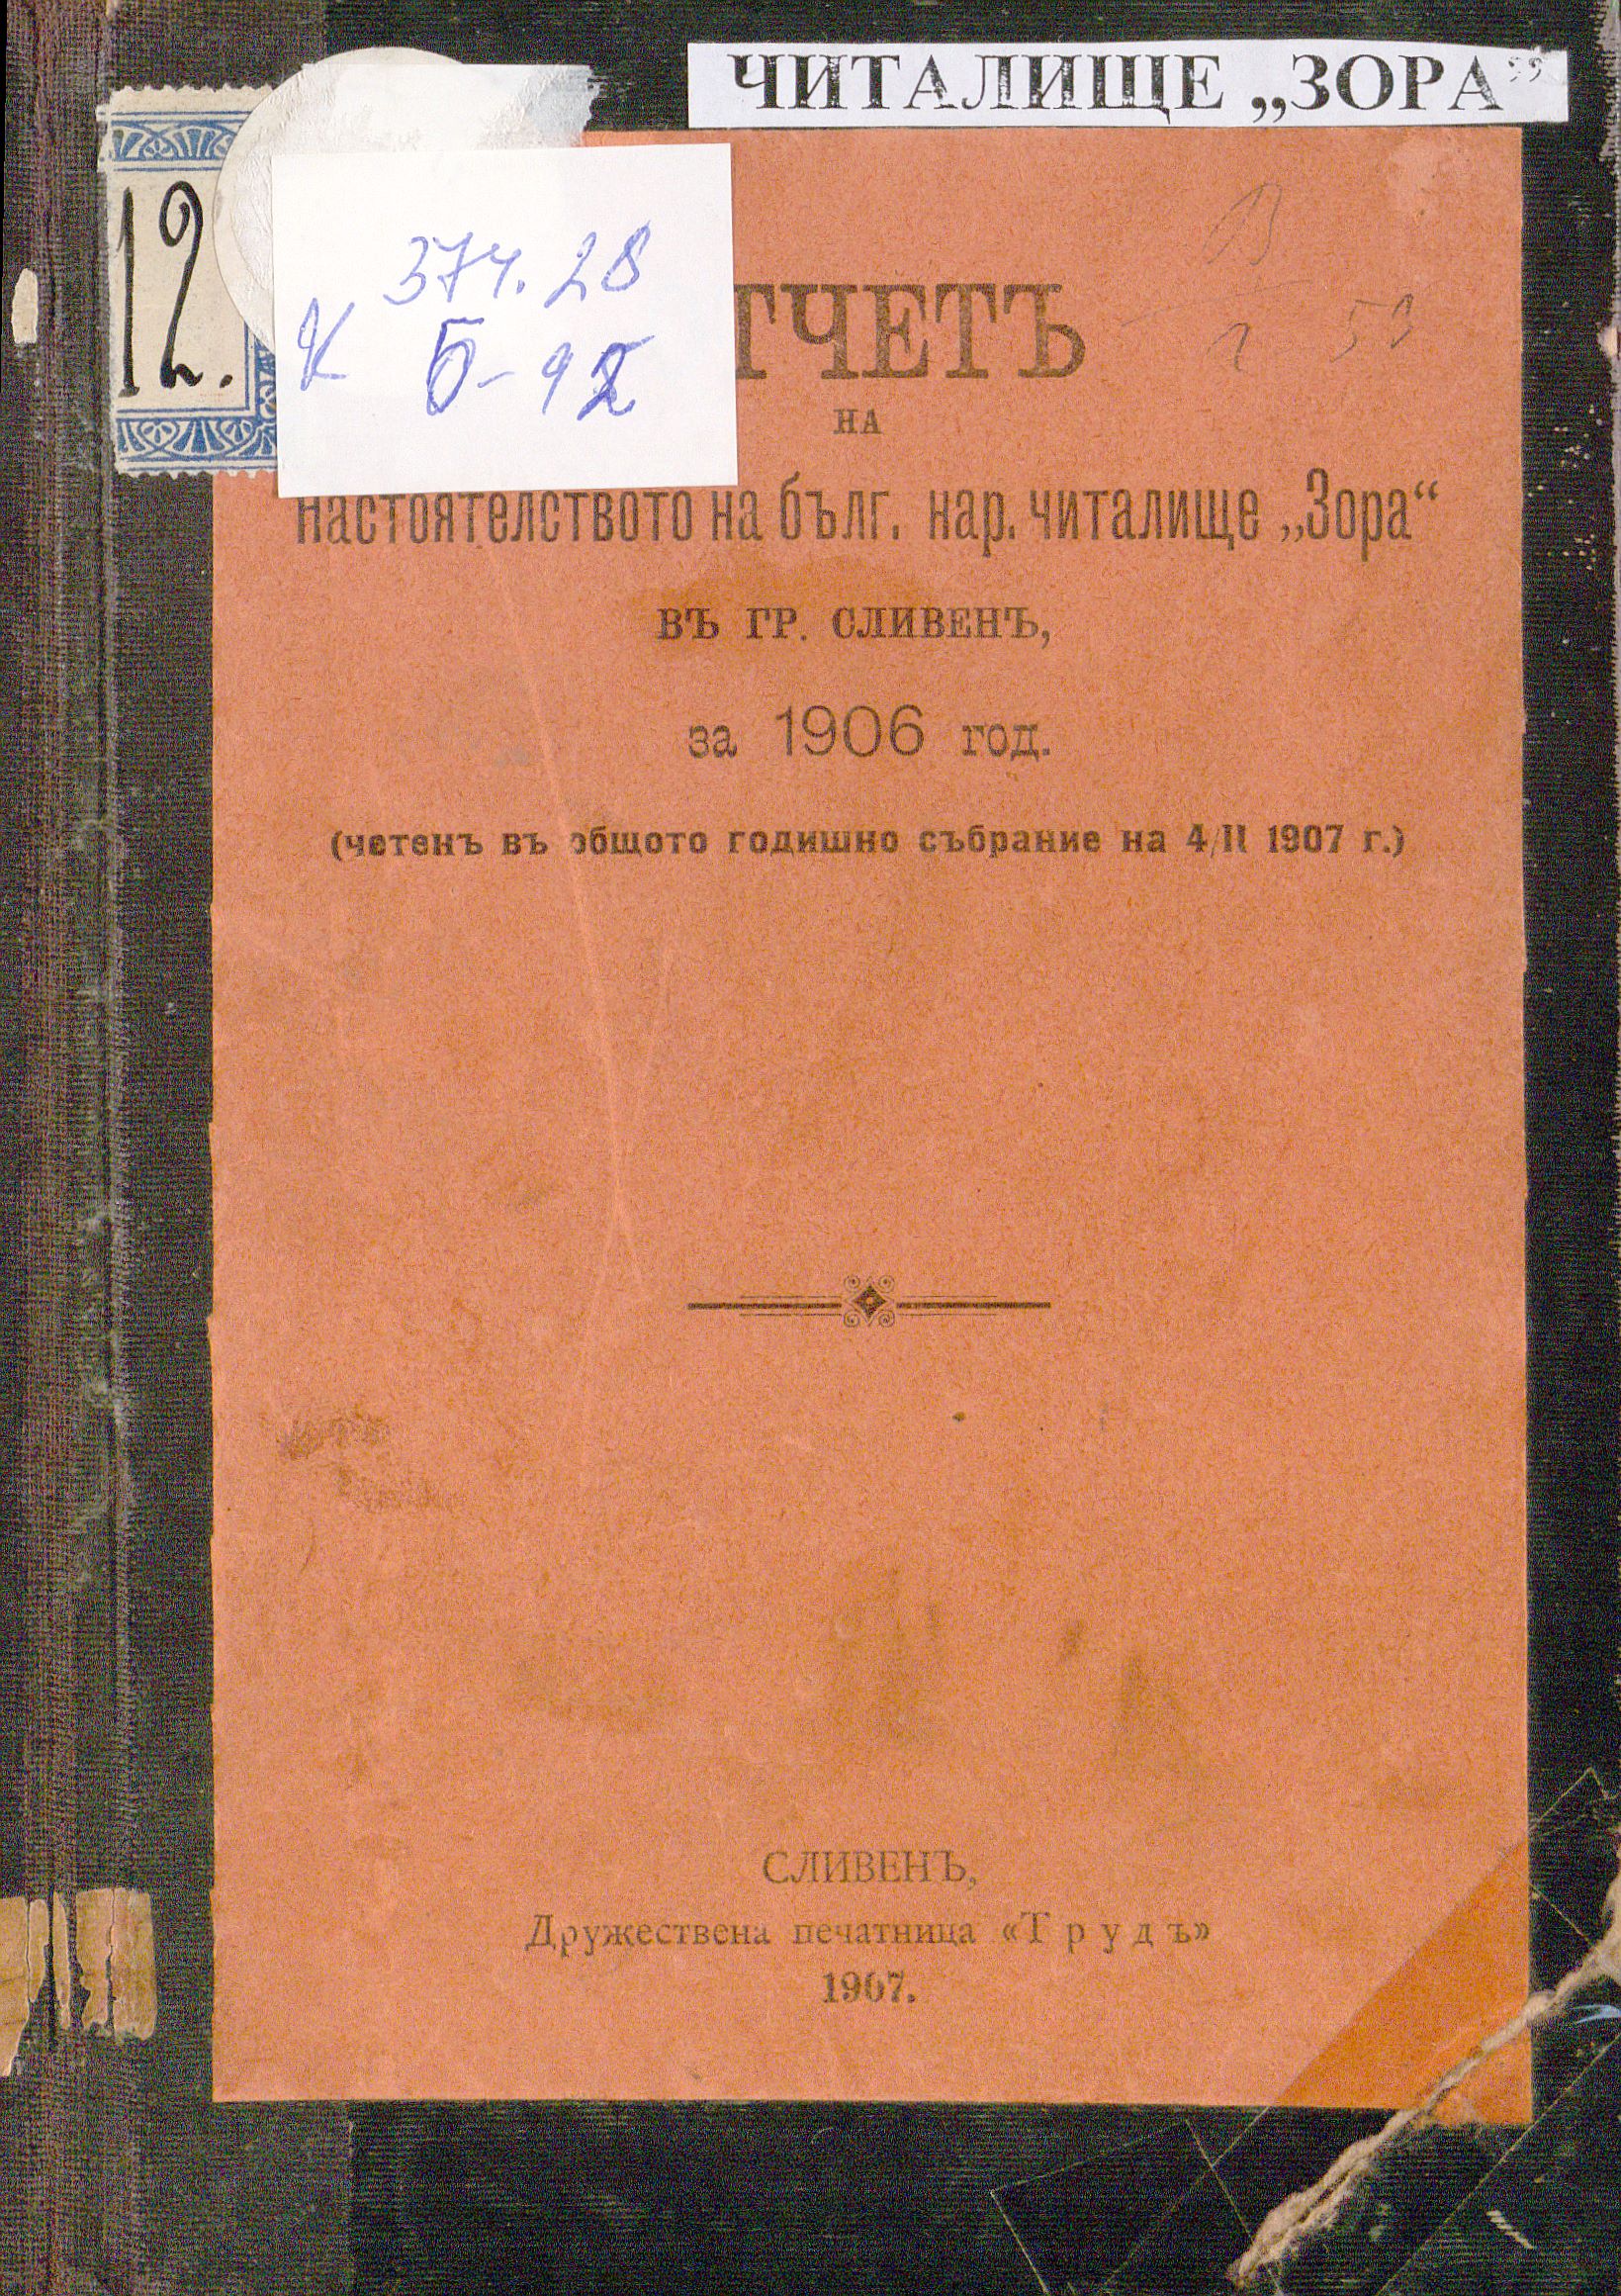 ЧИТАЛИЩЕ „ЗОРА”
12.
374.28
К Б-92
ТЧЕТЪ
НА
Настоятелството на бълг. нар. читалище „Зора“
ВЪ ГР. СЛИВЕНЪ,
за 1906 год.
(четенъ въ общото годишно събрание на 4/II 1907 г.)
СЛИВЕНЪ,
Дружествена печатница «Трудъ»
1907.